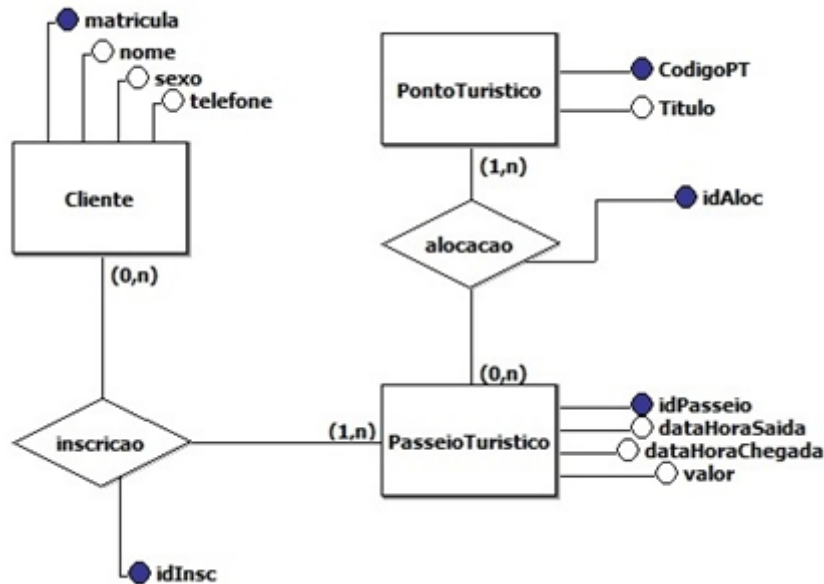 matricula
nome
sexo
telefone
Cliente
(0,n)
inscricao
idInsc
PontoTuristico
CodigoPT
Titulo
(1,n)
alocacao
idAloc
(0,n)
(1,n)
PasseioTuristico
idPasseio
dataHoraSaida
dataHoraChegada
valor